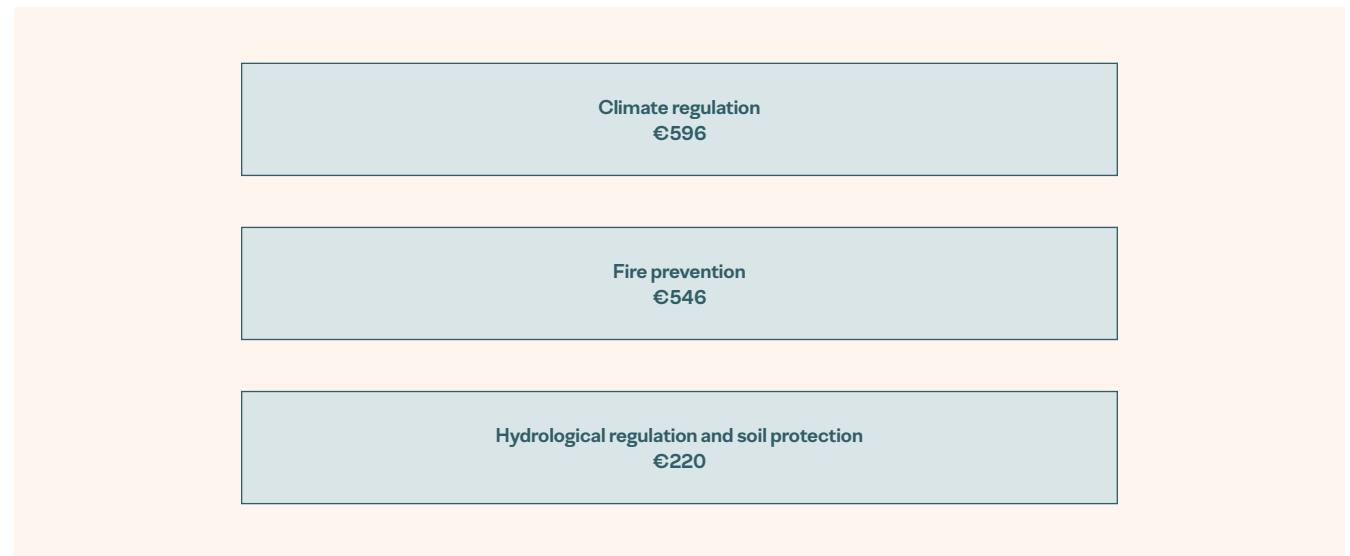 Climate regulation
€596
Fire prevention
€546
Hydrological regulation and soil protection
€220